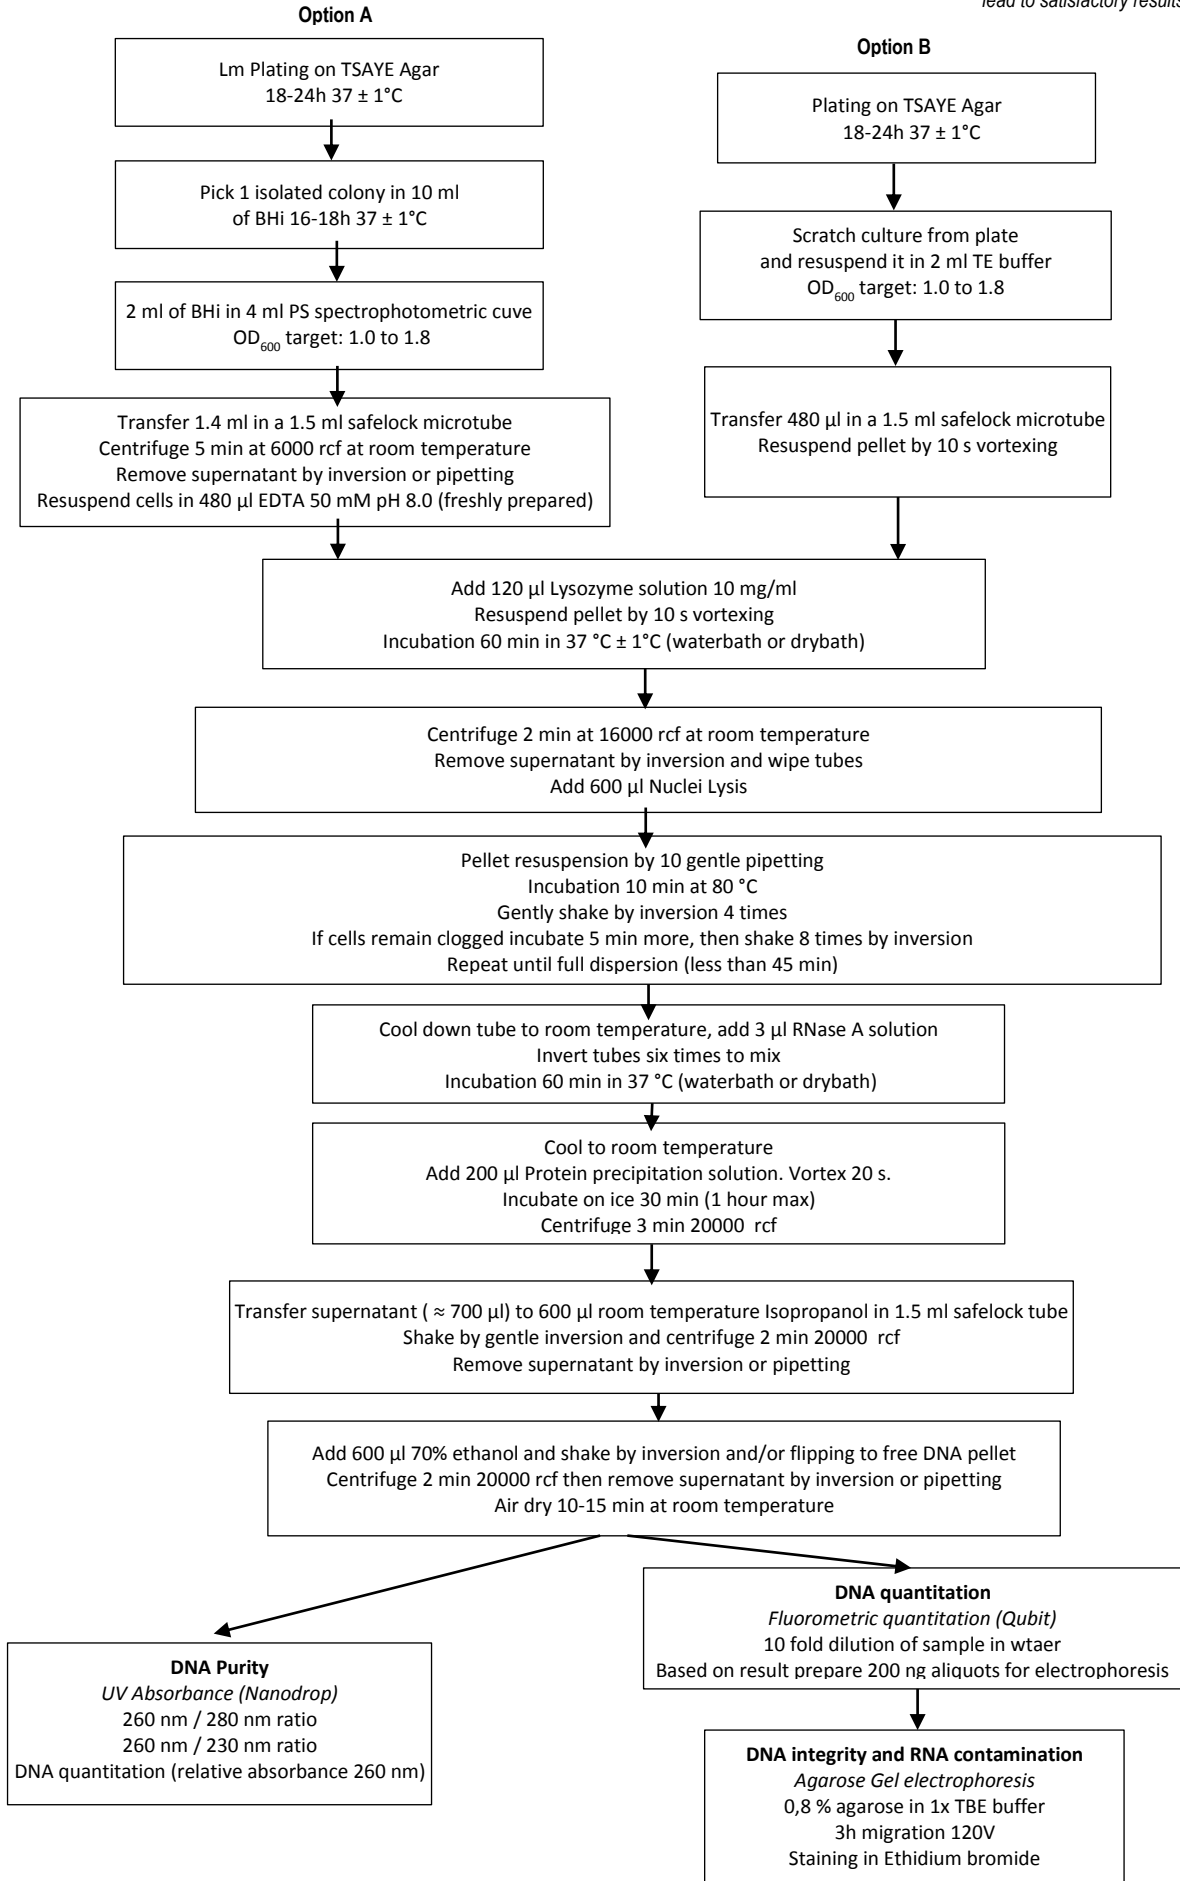 lead to satisfactory results
Option A
Lm Plating on TSAYE Agar
18-24h 37 ± 1°C
Pick 1 isolated colony in 10 ml
of BHi 16-18h 37 ± 1°C
2 ml of BHi in 4 ml PS spectrophotometric cuve
OD600 target: 1.0 to 1.8
Transfer 1.4 ml in a 1.5 ml safelock microtube
Centrifuge 5 min at 6000 rcf at room temperature
Remove supernatant by inversion or pipetting
Resuspend cells in 480 µl EDTA 50 mM pH 8.0 (freshly prepared)
Option B
Plating on TSAYE Agar
18-24h 37 ± 1°C
Scratch culture from plate
and resuspend it in 2 ml TE buffer
OD600 target: 1.0 to 1.8
Transfer 480 µl in a 1.5 ml safelock microtube
Resuspend pellet by 10 s vortexing
Add 120 µl Lysozyme solution 10 mg/ml
Resuspend pellet by 10 s vortexing
Incubation 60 min in 37 °C ± 1°C (waterbath or drybath)
Centrifuge 2 min at 16000 rcf at room temperature
Remove supernatant by inversion and wipe tubes
Add 600 µl Nuclei Lysis
Pellet resuspension by 10 gentle pipetting
Incubation 10 min at 80 °C
Gently shake by inversion 4 times
If cells remain clogged incubate 5 min more, then shake 8 times by inversion
Repeat until full dispersion (less than 45 min)
Cool down tube to room temperature, add 3 µl RNase A solution
Invert tubes six times to mix
Incubation 60 min in 37 °C (waterbath or drybath)
Cool to room temperature
Add 200 µl Protein precipitation solution. Vortex 20 s.
Incubate on ice 30 min (1 hour max)
Centrifuge 3 min 20000 rcf
Transfer supernatant ( ≈ 700 µl) to 600 µl room temperature Isopropanol in 1.5 ml safelock tube
Shake by gentle inversion and centrifuge 2 min 20000 rcf
Remove supernatant by inversion or pipetting
Add 600 µl 70% ethanol and shake by inversion and/or flipping to free DNA pellet
Centrifuge 2 min 20000 rcf then remove supernatant by inversion or pipetting
Air dry 10-15 min at room temperature
DNA Purity
UV Absorbance (Nanodrop)
260 nm / 280 nm ratio
260 nm / 230 nm ratio
DNA quantitation (relative absorbance 260 nm)
DNA quantitation
Fluorometric quantitation (Qubit)
10 fold dilution of sample in wtaer
Based on result prepare 200 ng aliquots for electrophoresis
DNA integrity and RNA contamination
Agarose Gel electrophoresis
0,8 % agarose in 1x TBE buffer
3h migration 120V
Staining in Ethidium bromide